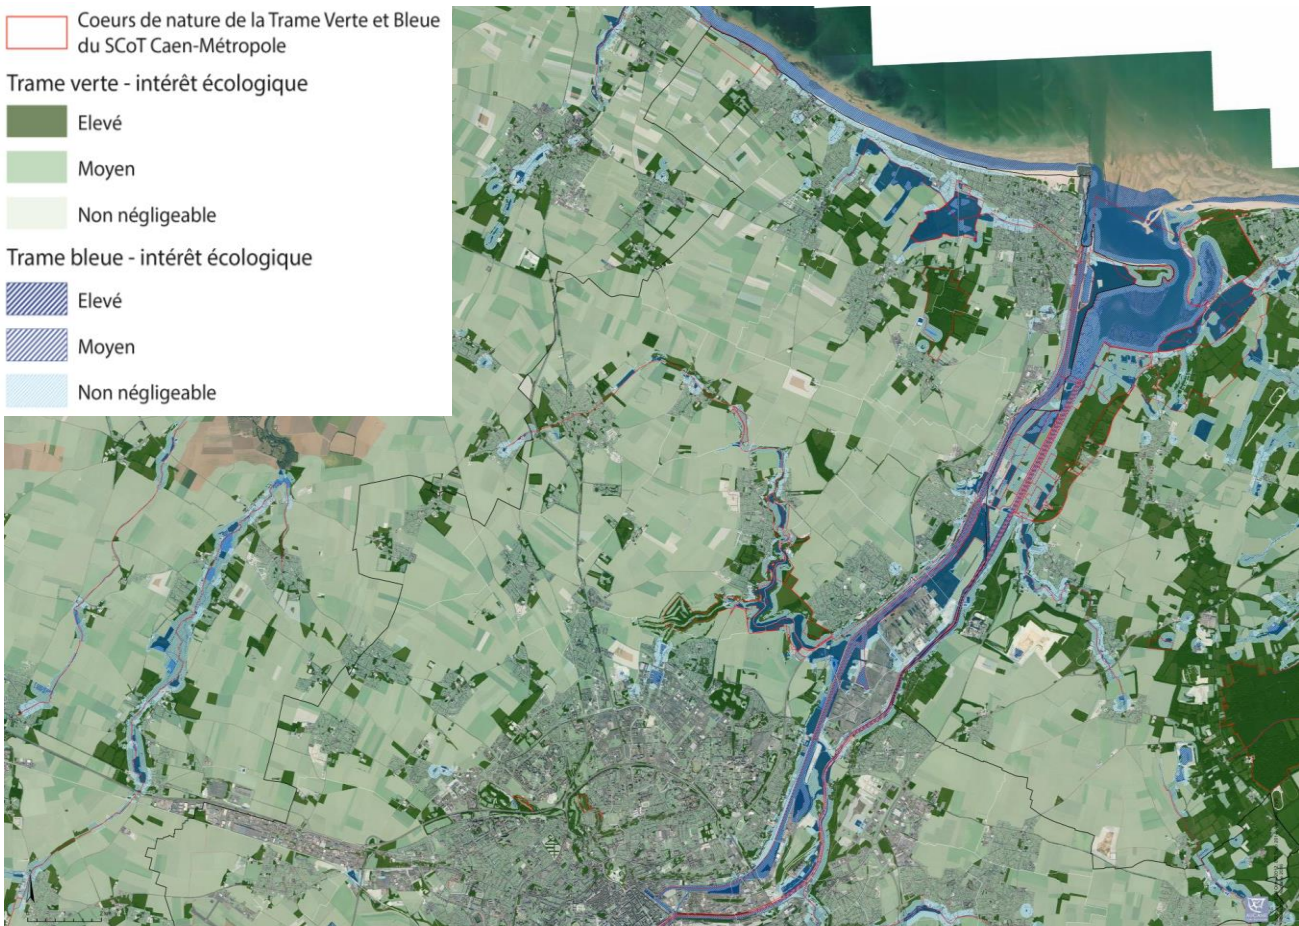 Coeurs de nature de la Trame Verte et Bleue
du SCoT Caen-Métropole
Trame verte - intérêt écologique
Elevé
Moyen
Non négligeable
Trame bleue - intérêt écologique
Elevé
Moyen
Non négligeable